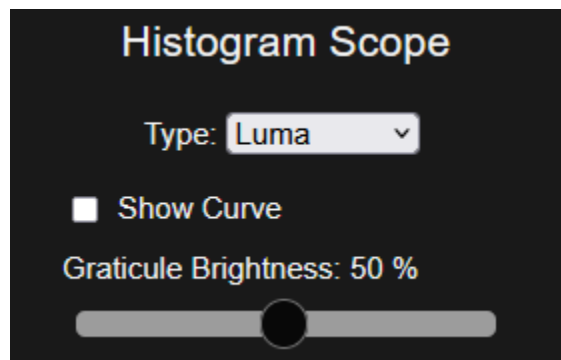 Histogram Scope
Type: Luma
Show Curve
Graticule Brightness: 50 %